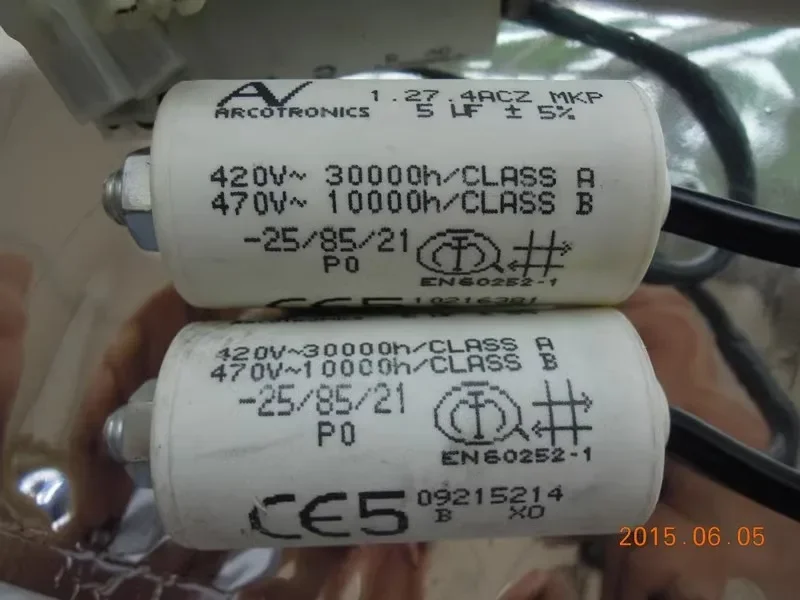 ARCOTRONICS
1.27.4ACZ MKP
5 µF ± 5%
420V~ 30000h/CLASS A
470V~ 10000h/CLASS B
-25/85/21
P0
EN60252-1
CE5
420V~30000h/CLASS A
470V~10000h/CLASS B
-25/85/21
P0
EN60252-1
CE5 09215214
B XO
2015.06.05